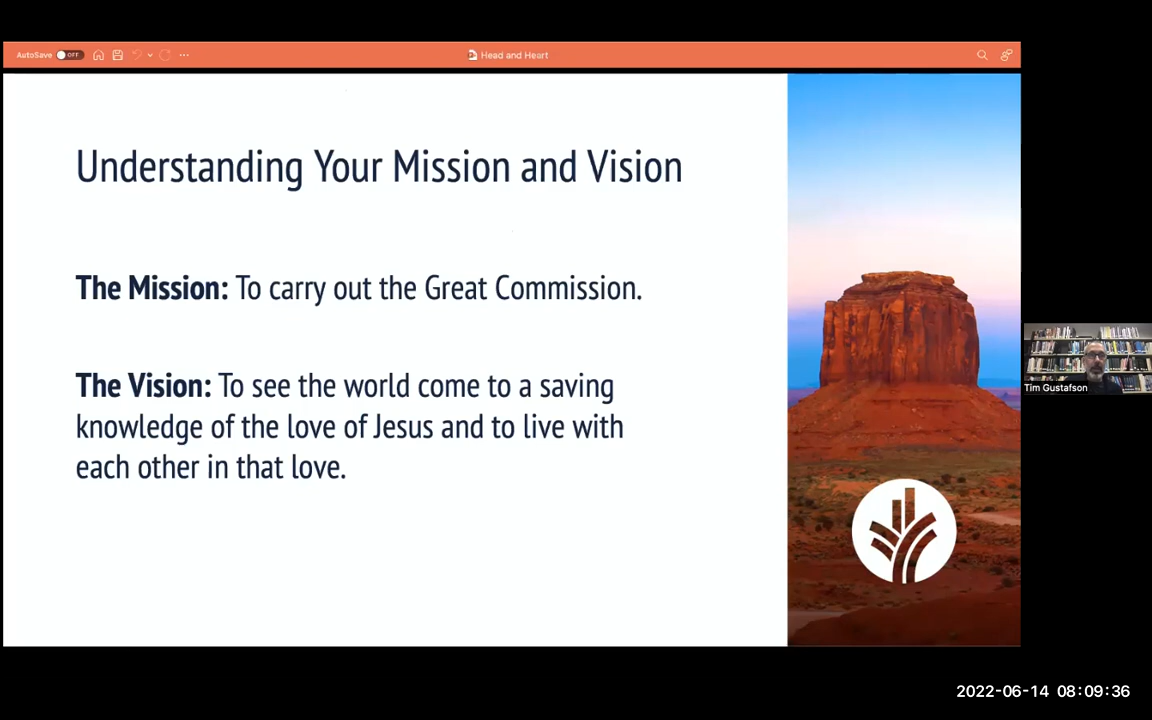 AutoSave OFF
Head and Heart
Understanding Your Mission and Vision
The Mission: To carry out the Great Commission.
The Vision: To see the world come to a saving
knowledge of the love of Jesus and to live with
each other in that love.
Tim Gustafson
2022-06-14 08:09:36